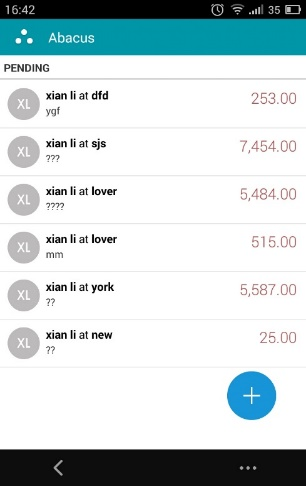 16:42
35
Abacus
PENDING
XL
xian li at dfd
253.00
ygf
XL
xian li at sjs
7,454.00
???
XL
xian li at lover
5,484.00
????
XL
xian li at lover
515.00
mm
XL
xian li at york
5,587.00
??
XL
xian li at new
25.00
??